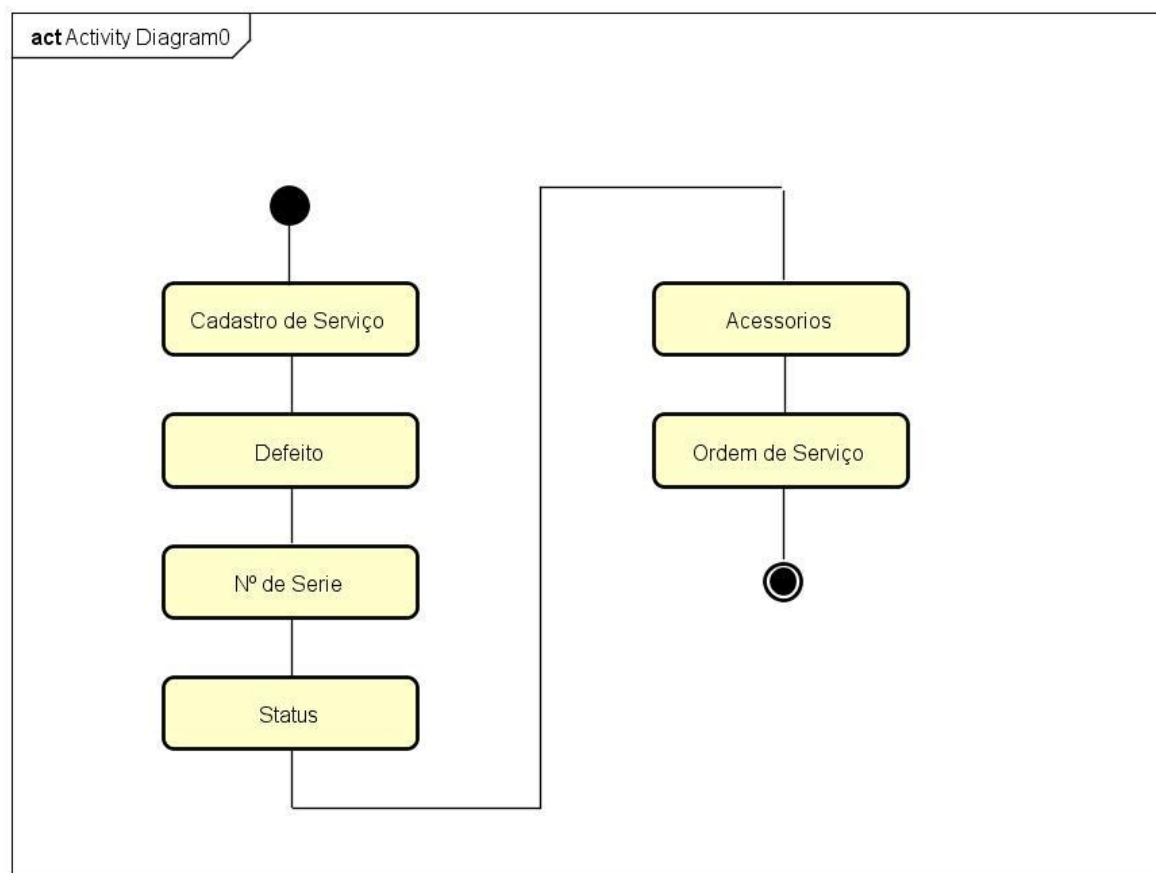 act Activity Diagram0
Cadastro de Serviço
Defeito
Nº de Serie
Status
Acessorios
Ordem de Serviço